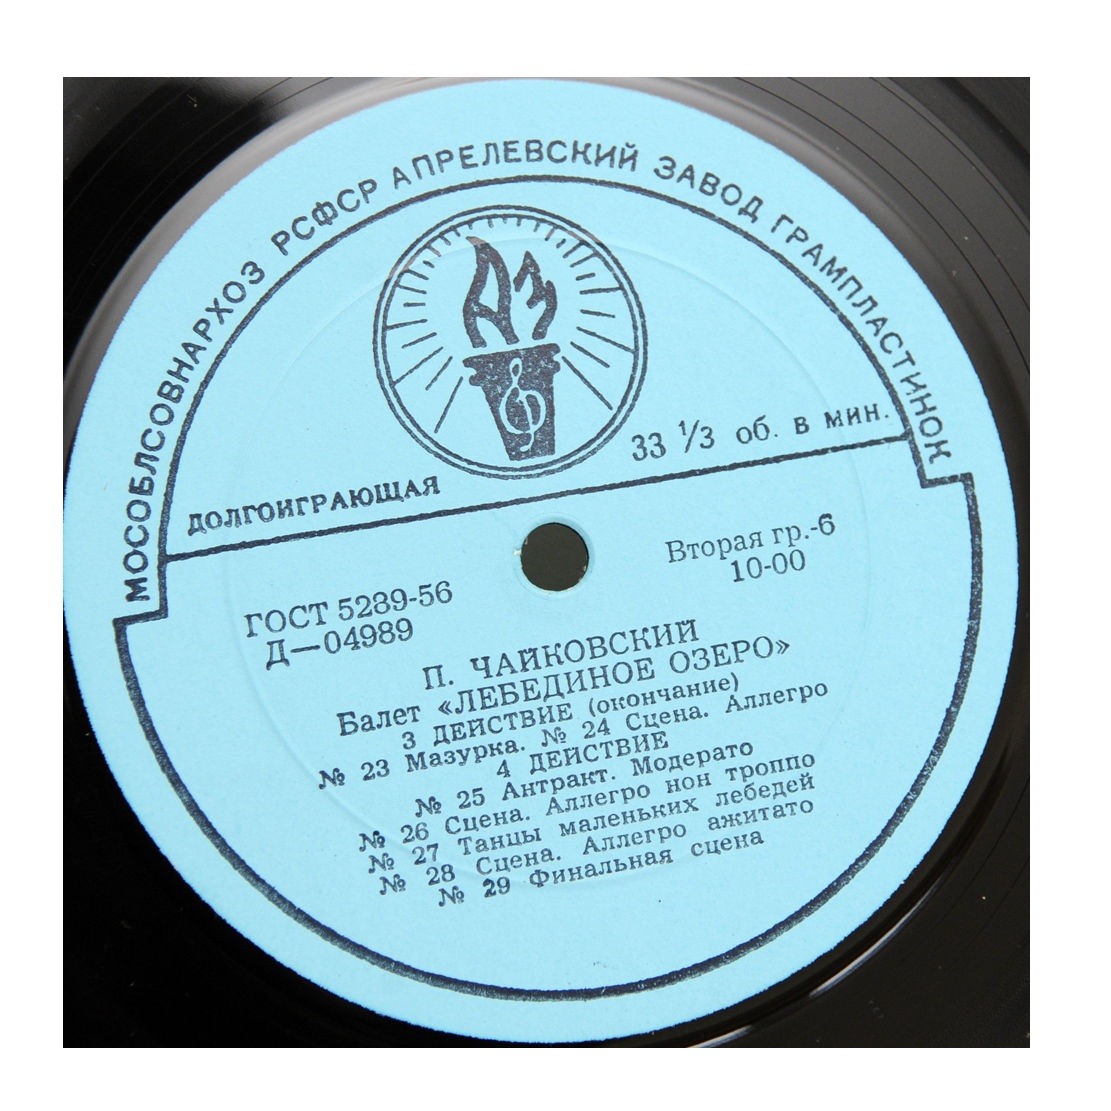 МОСОБЛСОВНАРХОЗ РСФСР АПРЕЛЕВСКИЙ ЗАВОД ГРАМПЛАСТИНОК
АЗ
ДОЛГОИГРАЮЩАЯ
33 1/3 об. в мин.
ГОСТ 5289-56
Д—04989
Вторая гр.-6
10-00
П. ЧАЙКОВСКИЙ
Балет «ЛЕБЕДИНОЕ ОЗЕРО»
3 ДЕЙСТВИЕ (окончание)
№ 23 Мазурка. № 24 Сцена. Аллегро
4 ДЕЙСТВИЕ
№ 25 Антракт. Модерато
№ 26 Сцена. Аллегро нон троппо
№ 27 Танцы маленьких лебедей
№ 28 Сцена. Аллегро ажитато
№ 29 Финальная сцена